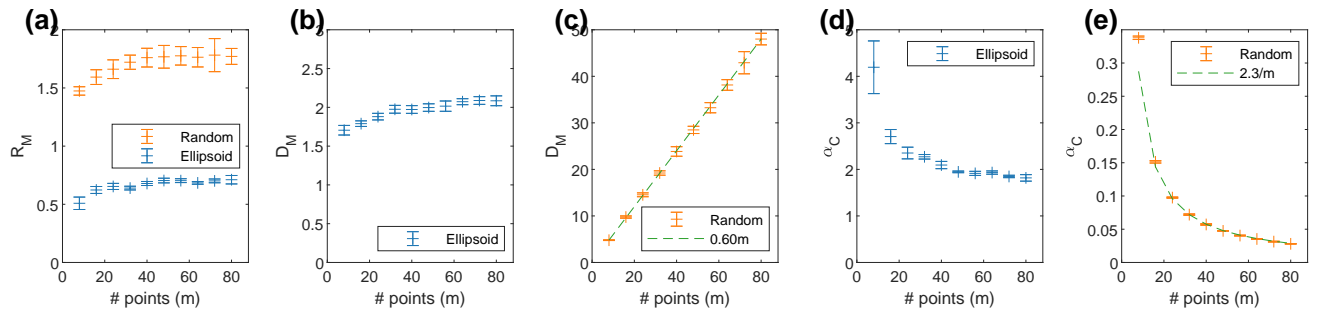 (a)
2
1.5
1
0.5
0
R_M
0 20 40 60 80
# points (m)
Random
Ellipsoid
(b)
3
2.5
2
1.5
1
0.5
0
D_M
0 20 40 60 80
# points (m)
Ellipsoid
(c)
50
40
30
20
10
0
D_M
0 20 40 60 80
# points (m)
Random
0.60m
(d)
5
4
3
2
1
0
α_C
0 20 40 60 80
# points (m)
Ellipsoid
(e)
0.3
0.25
0.2
0.15
0.1
0.05
0
α_C
0 20 40 60 80
# points (m)
Random
2.3/m